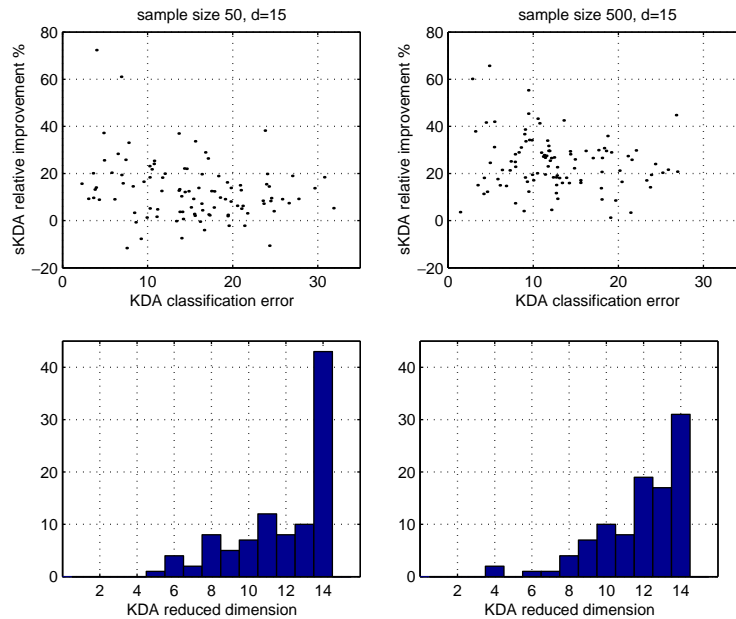 sample size 50, d=15
sKDA relative improvement %
80
60
40
20
0
−20
0 10 20 30
KDA classification error
sample size 500, d=15
sKDA relative improvement %
80
60
40
20
0
−20
0 10 20 30
KDA classification error
40
30
20
10
0
2 4 6 8 10 12 14
KDA reduced dimension
40
30
20
10
0
2 4 6 8 10 12 14
KDA reduced dimension